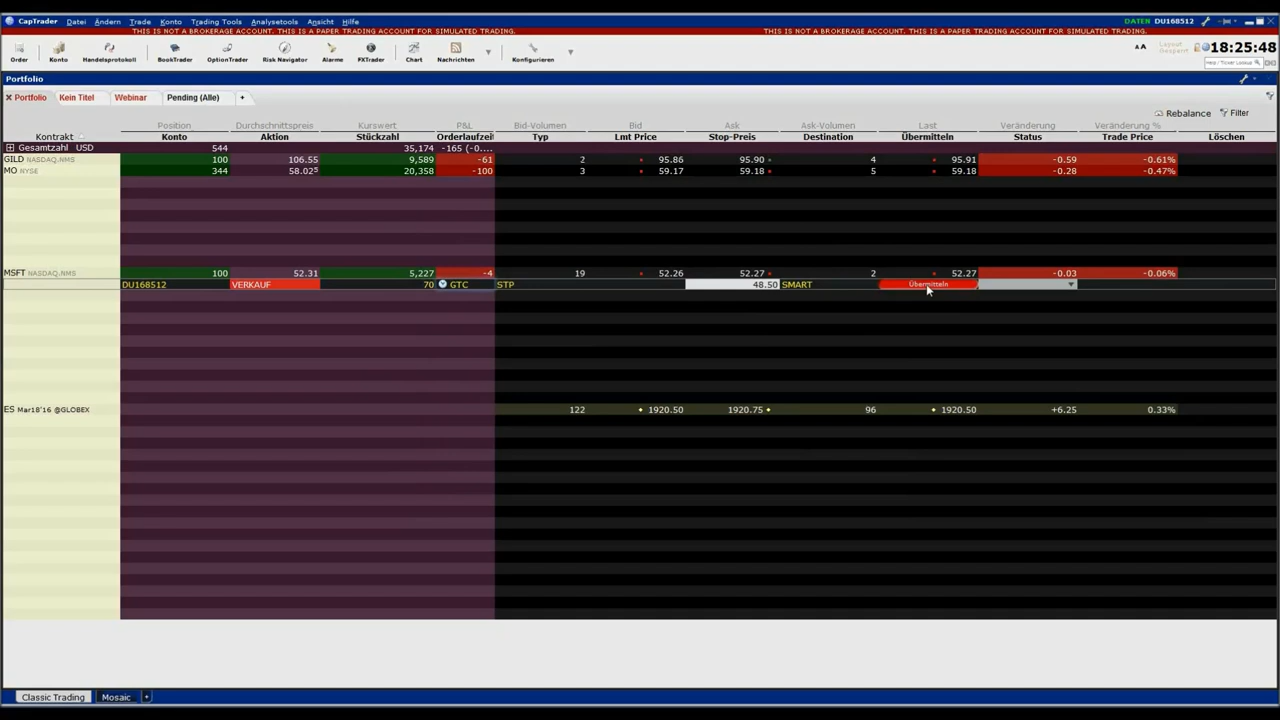 CapTrader Datei Ändern Trade Konto Trading Tools Analysetools Ansicht Hilfe DATEN DU168512
THIS IS NOT A BROKERAGE ACCOUNT. THIS IS A PAPER TRADING ACCOUNT FOR SIMULATED TRADING. THIS IS NOT A BROKERAGE ACCOUNT. THIS IS A PAPER TRADING ACCOUNT FOR SIMULATED TRADING.
Order Konto Handelsprotokoll BookTrader OptionTrader Risk Navigator Alarme FXTrader Chart Nachrichten Konfigurieren AA Layout Gesperrt 18:25:48
Portfolio
Portfolio Kein Titel Webinar Pending (Alle) +
Rebalance Filter
Position Durchschnittspreis Kurswert P&L Bid-Volumen Bid Ask Ask-Volumen Last Veränderung Veränderung %
Kontrakt Konto Aktion Stückzahl Orderlaufzeit Typ Lmt Price Stop-Preis Destination Übermitteln Status Trade Price Löschen
Gesamtzahl USD 544 35,174 -165 (-0....
GILD NASDAQ.NMS 100 106.55 9,589 -61 2 95.86 95.90 4 95.91 -0.59 -0.61%
MO NYSE 344 58.02⁵ 20,358 -100 3 59.17 59.18 5 59.18 -0.28 -0.47%
MSFT NASDAQ.NMS 100 52.31 5,227 -4 19 52.26 52.27 2 52.27 -0.03 -0.06%
DU168512 VERKAUF 70 GTC STP 48.50 SMART Übermitteln
ES Mar18'16 @GLOBEX 122 1920.50 1920.75 96 1920.50 +6.25 0.33%
Classic Trading Mosaic +